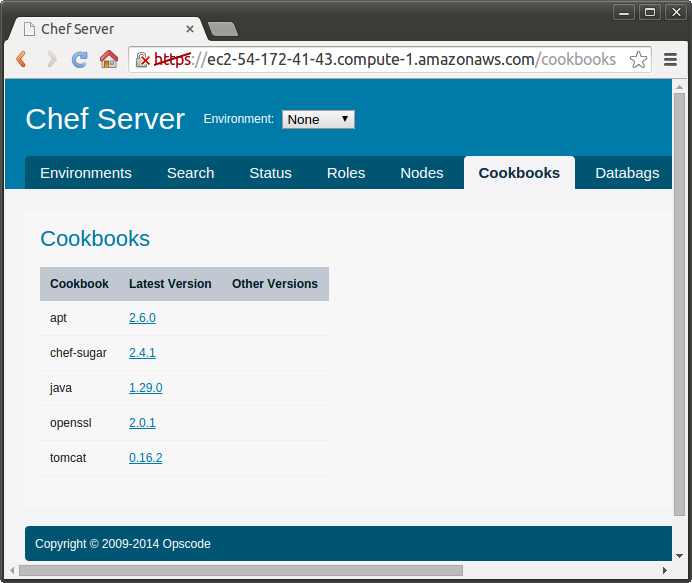 Chef Server
https://ec2-54-172-41-43.compute-1.amazonaws.com/cookbooks
Chef Server Environment: None
Environments Search Status Roles Nodes Cookbooks Databags
Cookbooks
Cookbook Latest Version Other Versions
apt 2.6.0
chef-sugar 2.4.1
java 1.29.0
openssl 2.0.1
tomcat 0.16.2
Copyright © 2009-2014 Opscode